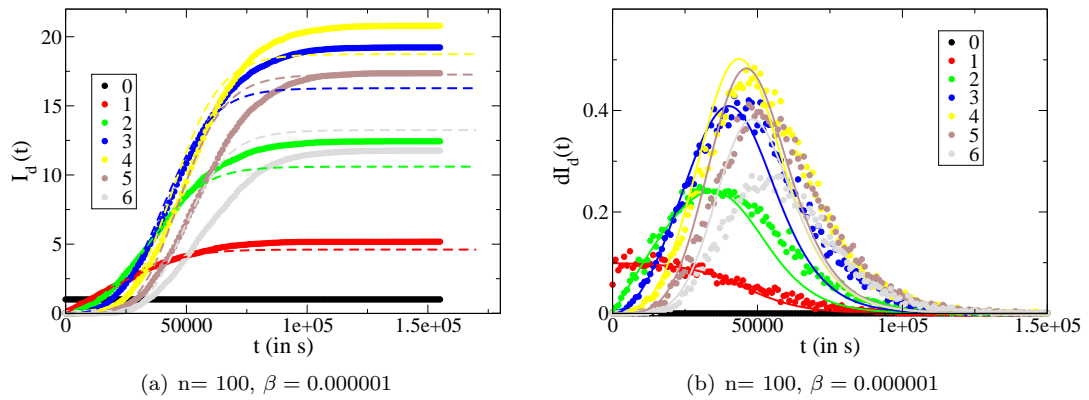 20
15
10
5
0
I_d(t)
0
1
2
3
4
5
6
0
50000
1e+05
1.5e+05
t (in s)
(a) n= 100, β = 0.000001
0.4
0.2
0
dI_d(t)
0
1
2
3
4
5
6
0
50000
1e+05
1.5e+05
t (in s)
(b) n= 100, β = 0.000001